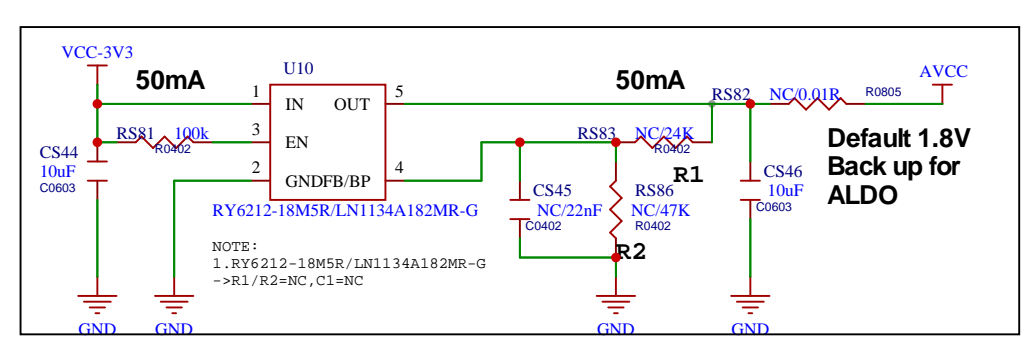 VCC-3V3
50mA
U10
50mA
AVCC
1
IN
OUT
5
RS82
NC/0.01R
R0805
RS81
100k
R0402
3
EN
RS83
NC/24K
R0402
Default 1.8V
Back up for
ALDO
CS44
10uF
C0603
2
GND
FB/BP
4
R1
CS45
NC/22nF
C0402
RS86
NC/47K
R0402
CS46
10uF
C0603
RY6212-18M5R/LN1134A182MR-G
R2
NOTE:
1.RY6212-18M5R/LN1134A182MR-G
->R1/R2=NC,C1=NC
GND
GND
GND
GND